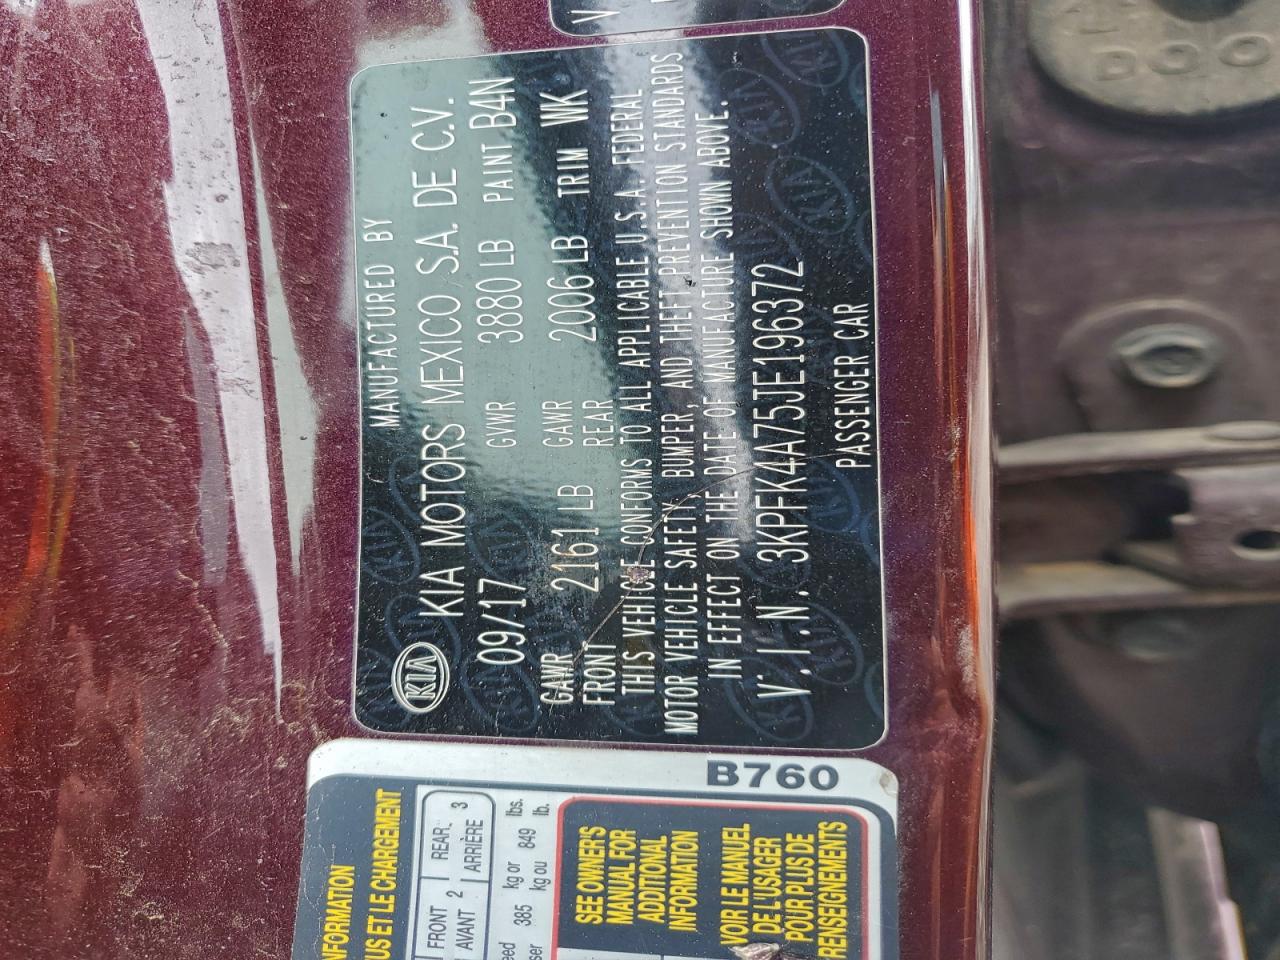 MANUFACTURED BY
KIA KIA MOTORS MEXICO S.A. DE C.V.
09/17 GVWR 3880 LB PAINT B4N
GAWR FRONT 2161 LB GAWR REAR 2006 LB TRIM WK
THIS VEHICLE CONFORMS TO ALL APPLICABLE U.S.A. FEDERAL
MOTOR VEHICLE SAFETY, BUMPER, AND THEFT PREVENTION STANDARDS
IN EFFECT ON THE DATE OF MANUFACTURE SHOWN ABOVE.
V.I.N. 3KPFK4A75JE196372
PASSENGER CAR
B760
US ET LE CHARGEMENT
FRONT 2 REAR 3
AVANT ARRIÈRE
385 kg or 849 lbs.
kg ou lb.
SEE OWNER'S
MANUAL FOR
ADDTIONAL
INFORMATION
VOIR LE MANUEL
DE L'USAGER
POUR PLUS DE
RENSEIGNEMENTS